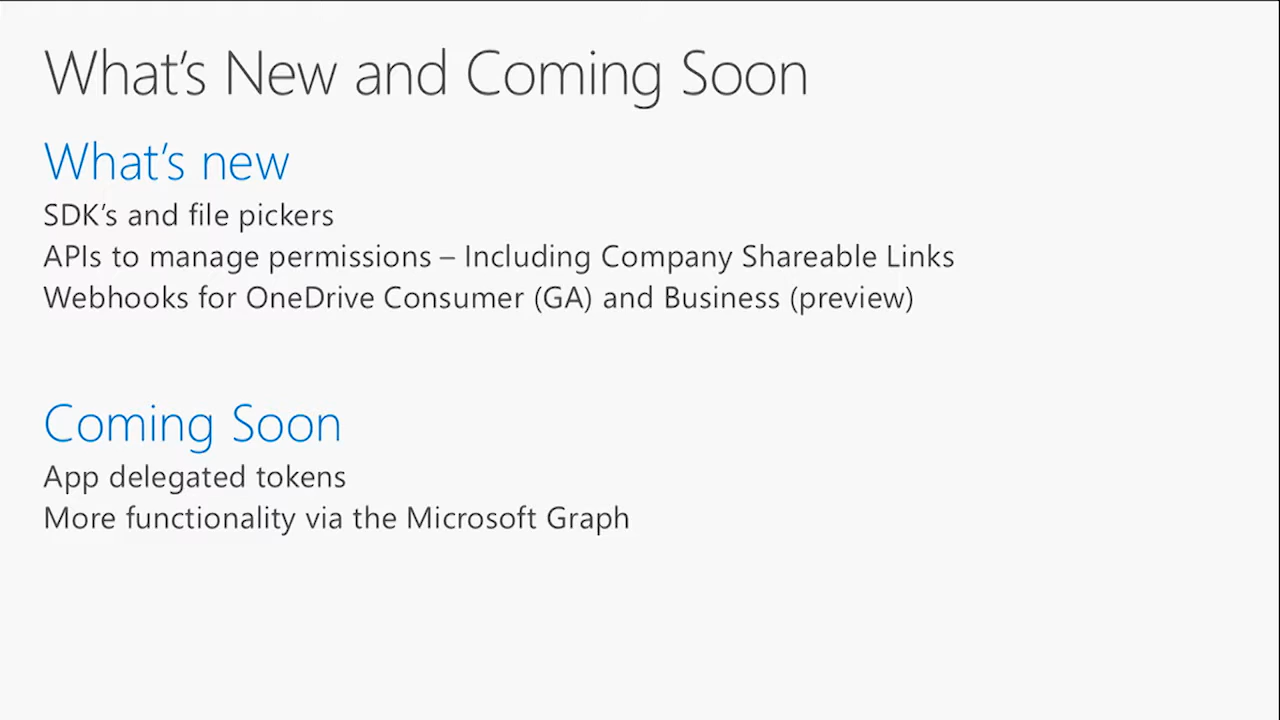 What's New and Coming Soon
What's new
SDK's and file pickers
APIs to manage permissions – Including Company Shareable Links
Webhooks for OneDrive Consumer (GA) and Business (preview)
Coming Soon
App delegated tokens
More functionality via the Microsoft Graph